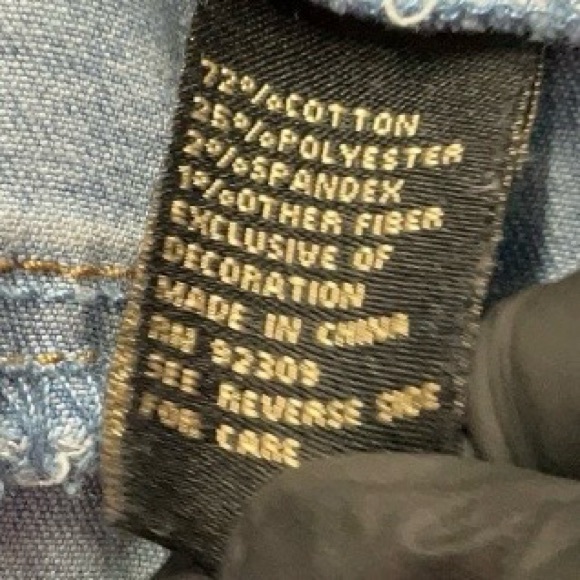 72%COTTON
25%POLYESTER
2%SPANDEX
1%OTHER FIBER
EXCLUSIVE OF
DECORATION
MADE IN CHINA
RN 92309
SEE REVERSE SIDE
FOR CARE